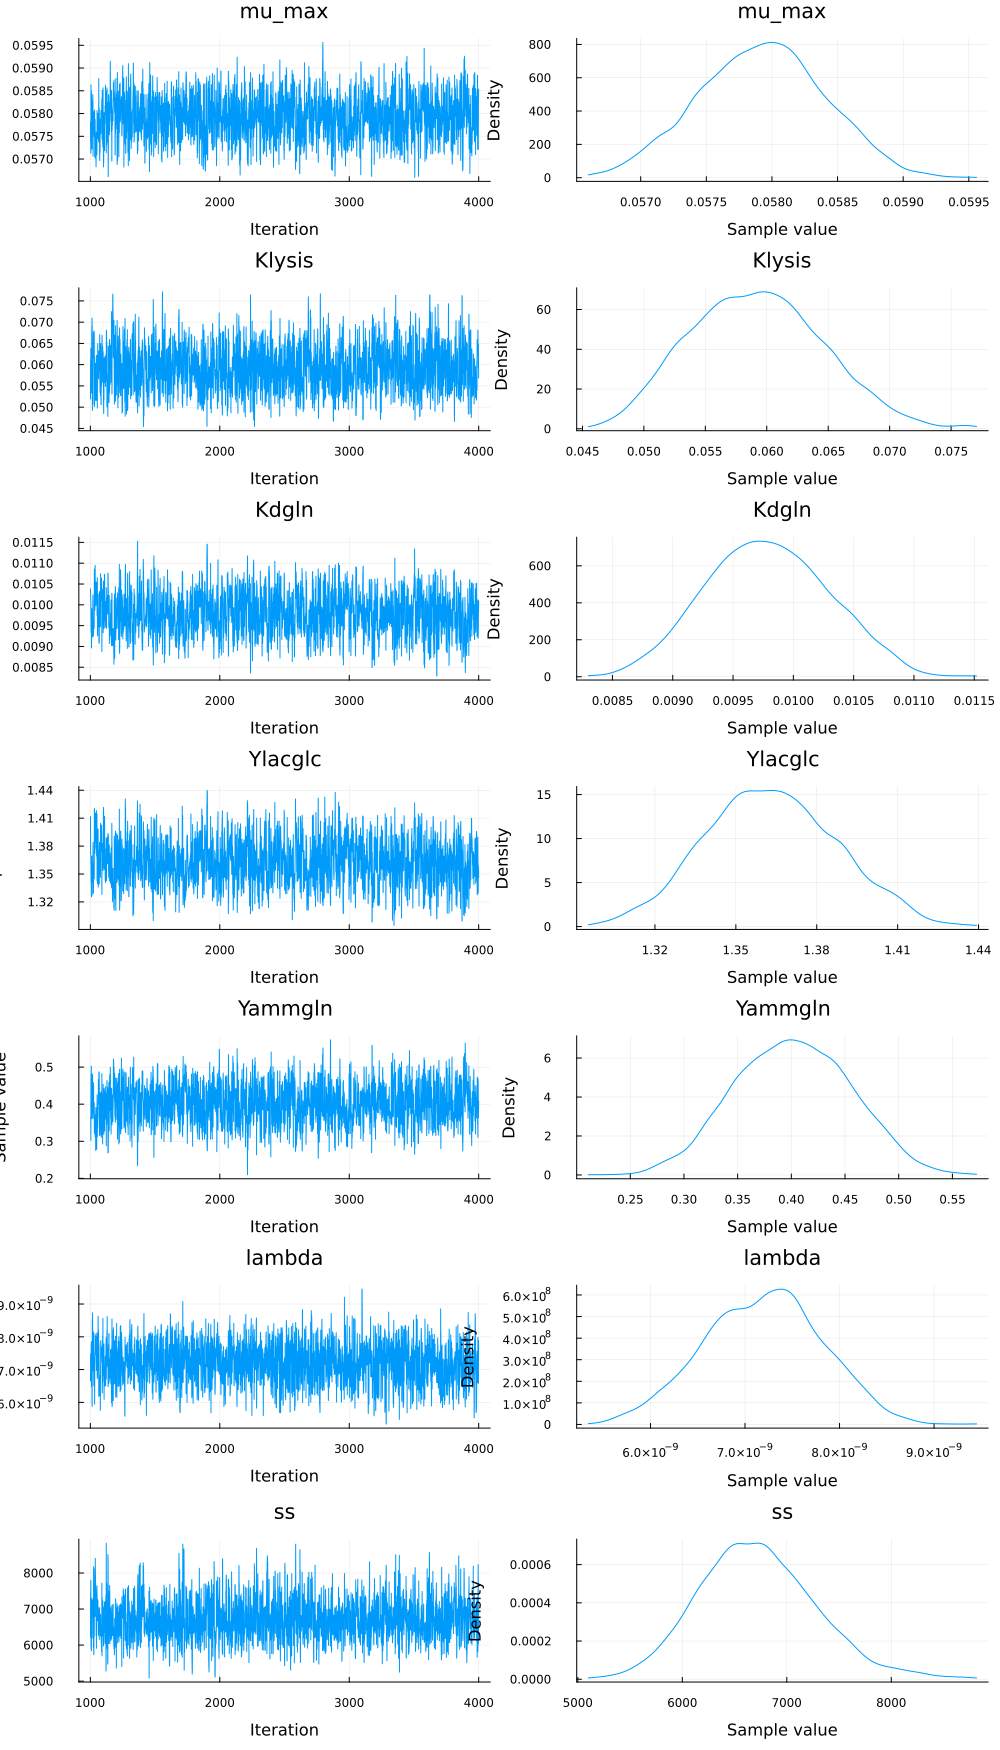 mu_max
mu_max
0.0595
0.0590
0.0585
0.0580
0.0575
0.0570
1000 2000 3000 4000
Iteration
Density
800
600
400
200
0
0.0570 0.0575 0.0580 0.0585 0.0590 0.0595
Sample value
Klysis
Klysis
0.075
0.070
0.065
0.060
0.055
0.050
0.045
1000 2000 3000 4000
Iteration
Density
60
40
20
0
0.045 0.050 0.055 0.060 0.065 0.070 0.075
Sample value
Kdgln
Kdgln
0.0115
0.0110
0.0105
0.0100
0.0095
0.0090
0.0085
1000 2000 3000 4000
Iteration
Density
600
400
200
0
0.0085 0.0090 0.0095 0.0100 0.0105 0.0110 0.0115
Sample value
Ylacglc
Ylacglc
1.44
1.41
1.38
1.35
1.32
1000 2000 3000 4000
Iteration
Density
15
10
5
0
1.32 1.35 1.38 1.41 1.44
Sample value
Yammgln
Yammgln
Sample value
0.5
0.4
0.3
0.2
1000 2000 3000 4000
Iteration
Density
6
4
2
0
0.25 0.30 0.35 0.40 0.45 0.50 0.55
Sample value
lambda
lambda
9.0×10⁻⁹
8.0×10⁻⁹
7.0×10⁻⁹
6.0×10⁻⁹
1000 2000 3000 4000
Iteration
Density
6.0×10⁸
5.0×10⁸
4.0×10⁸
3.0×10⁸
2.0×10⁸
1.0×10⁸
0
6.0×10⁻⁹ 7.0×10⁻⁹ 8.0×10⁻⁹ 9.0×10⁻⁹
Sample value
ss
ss
8000
7000
6000
5000
1000 2000 3000 4000
Iteration
Density
0.0006
0.0004
0.0002
0.0000
5000 6000 7000 8000
Sample value